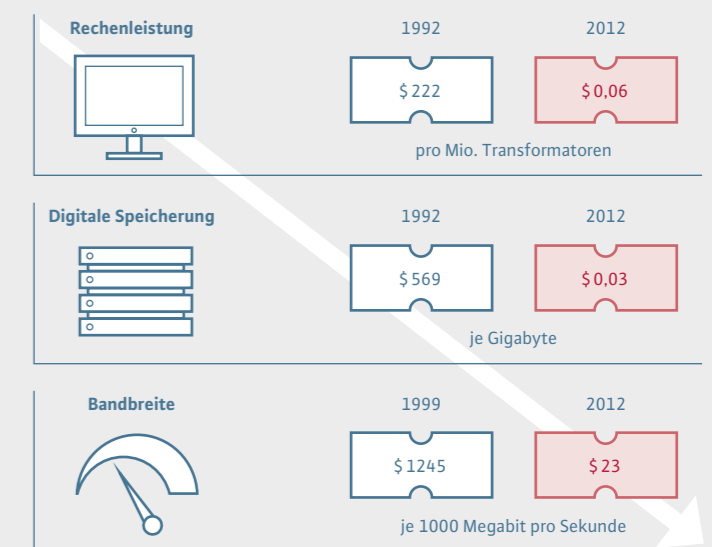 Rechenleistung
1992
2012
$ 222
$ 0,06
pro Mio. Transformatoren
Digitale Speicherung
1992
2012
$ 569
$ 0,03
je Gigabyte
Bandbreite
1999
2012
$ 1245
$ 23
je 1000 Megabit pro Sekunde